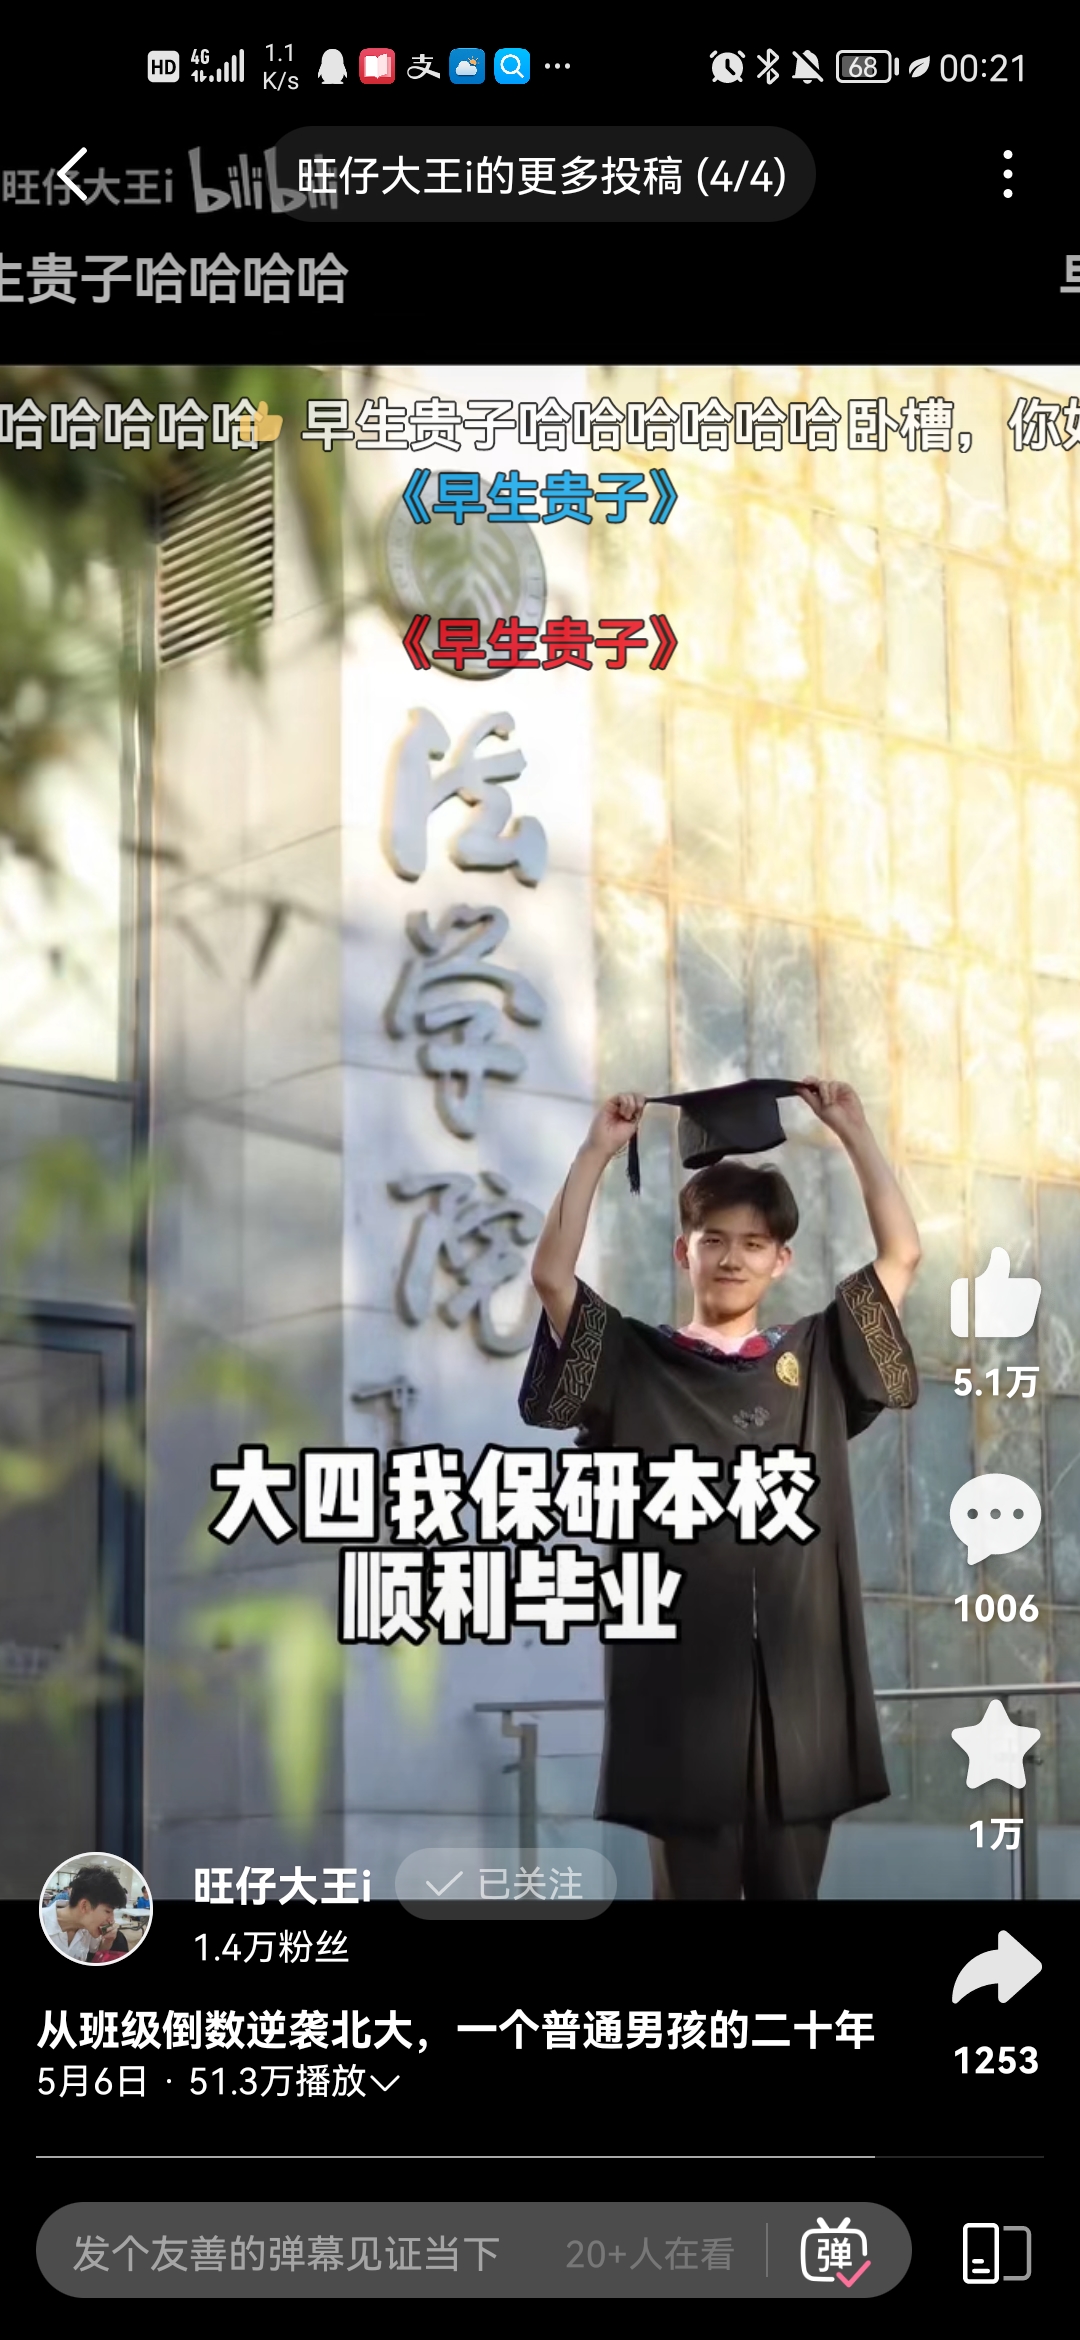 HD 4G 1.1 K/s 支 ... 68 00:21
旺仔大王i bilibili
旺仔大王i的更多投稿 (4/4)
生贵子哈哈哈哈
哈哈哈哈哈 早生贵子哈哈哈哈哈哈 卧槽，你
《早生贵子》
《早生贵子》
法
学
院
大四我保研本校
顺利毕业
5.1万
1006
1万
旺仔大王i 已关注
1.4万粉丝
从班级倒数逆袭北大，一个普通男孩的二十年
5月6日 · 51.3万播放
1253
发个友善的弹幕见证当下 20+人在看 弹